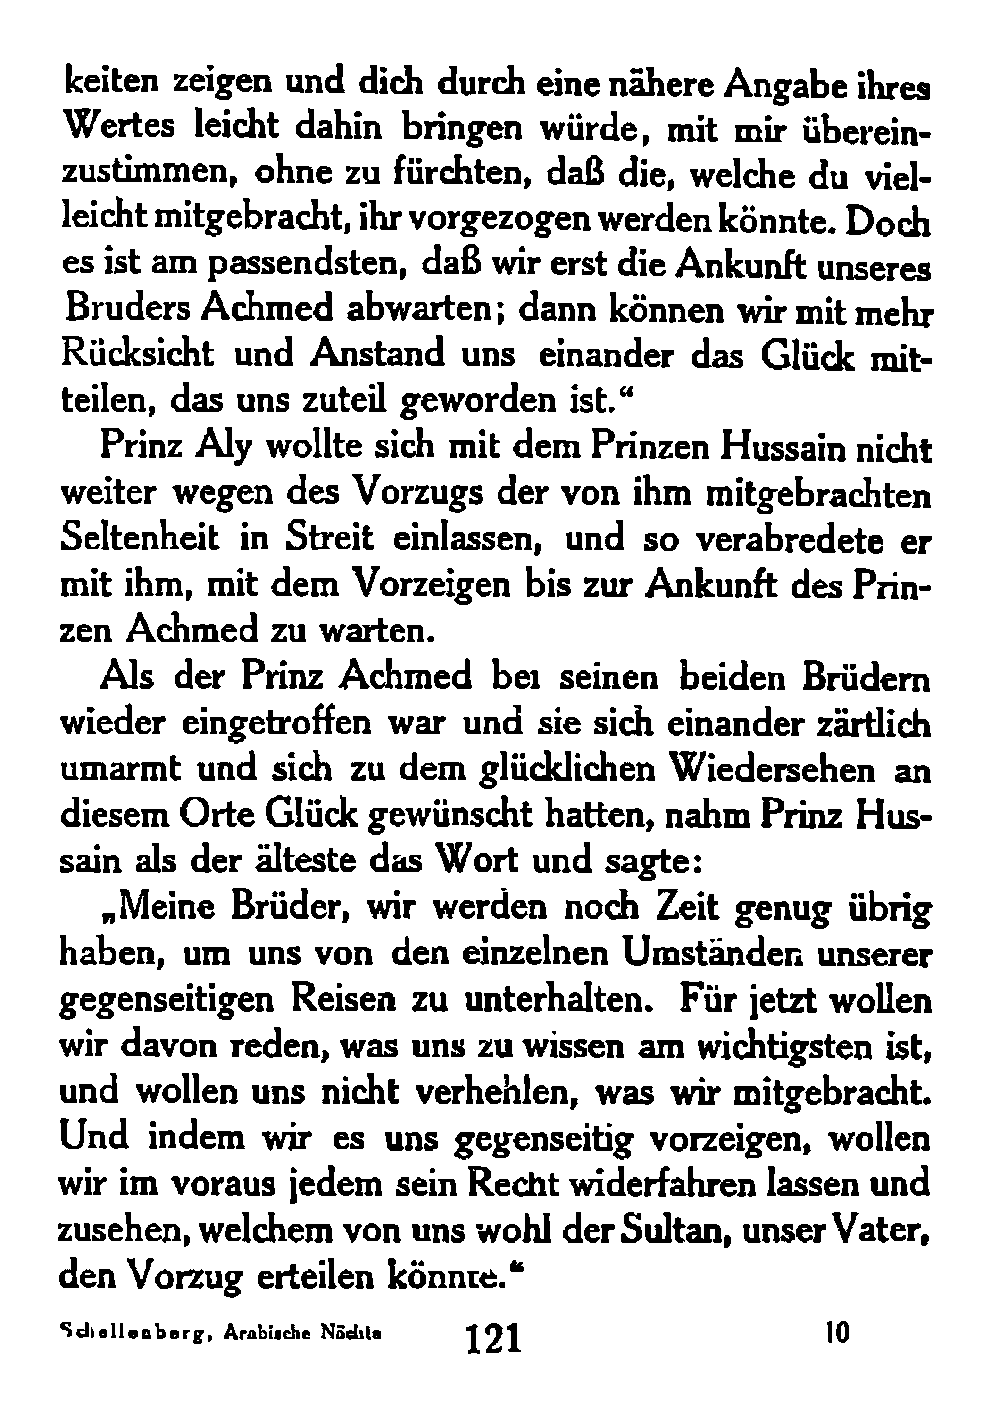 keiten zeigen und dich durch eine nähere Angabe ihres
Wertes leicht dahin bringen würde, mit mir überein-
zustimmen, ohne zu fürchten, daß die, welche du viel-
leicht mitgebracht, ihr vorgezogen werden könnte. Doch
es ist am passendsten, daß wir erst die Ankunft unseres
Bruders Achmed abwarten; dann können wir mit mehr
Rücksicht und Anstand uns einander das Glück mit-
teilen, das uns zuteil geworden ist.“
Prinz Aly wollte sich mit dem Prinzen Hussain nicht
weiter wegen des Vorzugs der von ihm mitgebrachten
Seltenheit in Streit einlassen, und so verabredete er
mit ihm, mit dem Vorzeigen bis zur Ankunft des Prin-
zen Achmed zu warten.
Als der Prinz Achmed bei seinen beiden Brüdern
wieder eingetroffen war und sie sich einander zärtlich
umarmt und sich zu dem glücklichen Wiedersehen an
diesem Orte Glück gewünscht hatten, nahm Prinz Hus-
sain als der älteste das Wort und sagte:
„Meine Brüder, wir werden noch Zeit genug übrig
haben, um uns von den einzelnen Umständen unserer
gegenseitigen Reisen zu unterhalten. Für jetzt wollen
wir davon reden, was uns zu wissen am wichtigsten ist,
und wollen uns nicht verhehlen, was wir mitgebracht.
Und indem wir es uns gegenseitig vorzeigen, wollen
wir im voraus jedem sein Recht widerfahren lassen und
zusehen, welchem von uns wohl der Sultan, unser Vater,
den Vorzug erteilen könnte.“
Schellenberg, Arabische Nächte 121 10